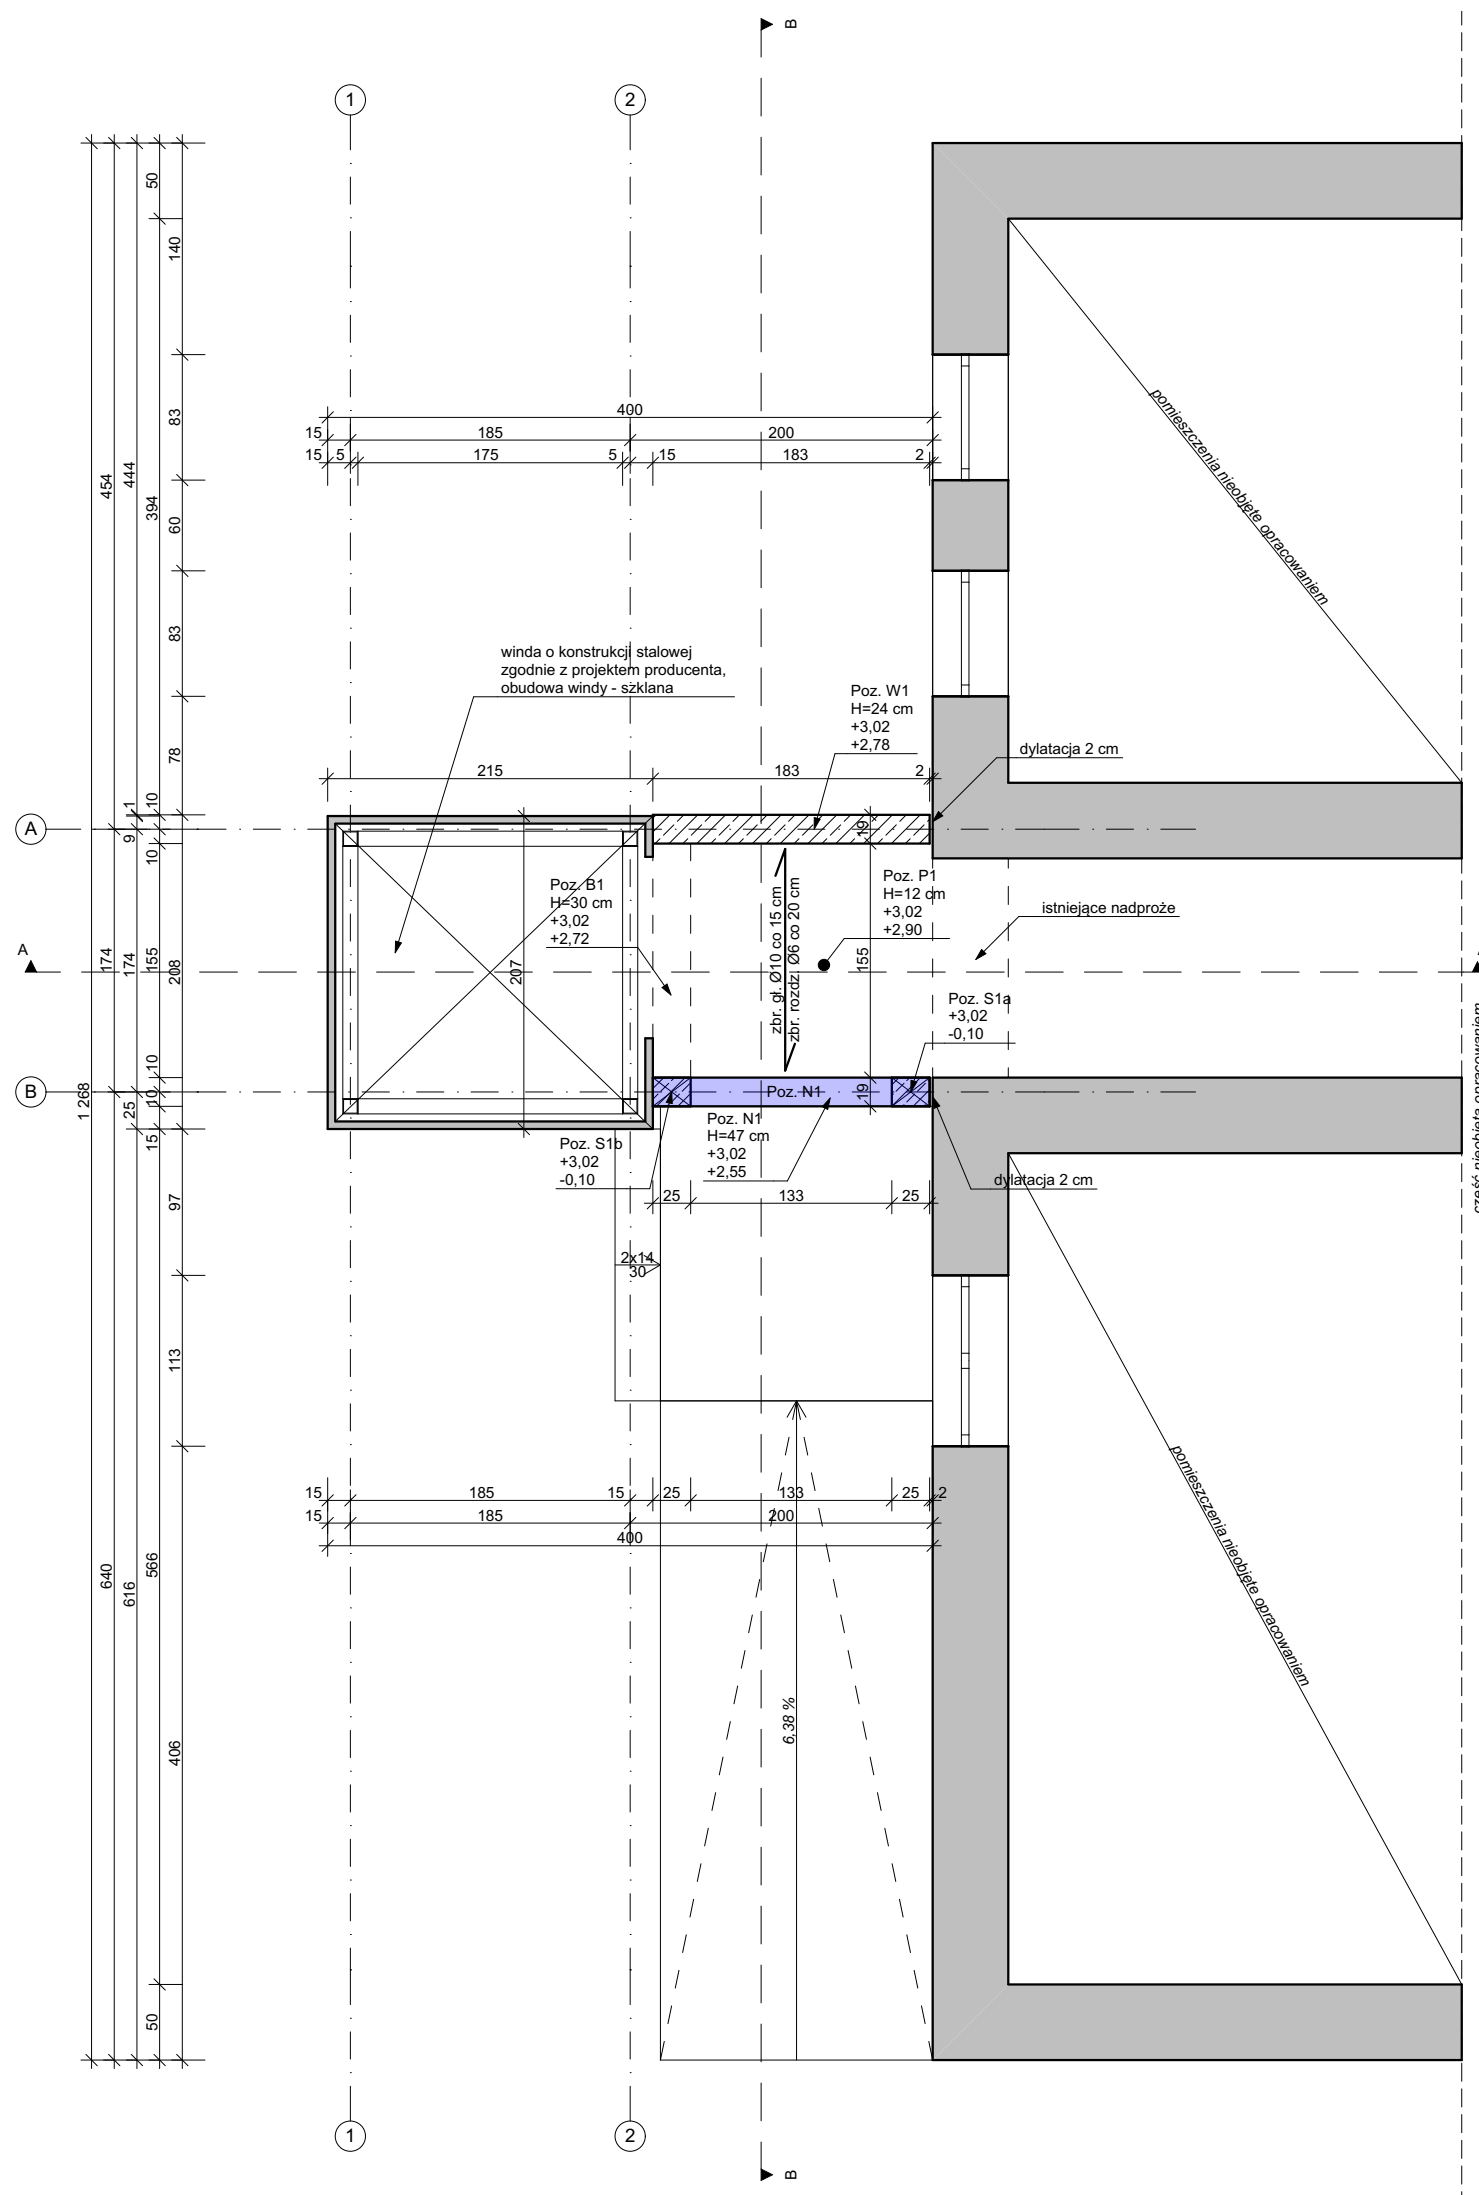 B
1
2
50
140
454
444
394
83
60
83
78
400
15
185
200
15
5
175
5
15
183
2
pomieszczenia nieobjęte opracowaniem
winda o konstrukcji stalowej
zgodnie z projektem producenta,
obudowa windy - szklana
Poz. W1
H=24 cm
+3,02
+2,78
dylatacja 2 cm
215
183
2
1
10
9
10
A
19
Poz. B1
H=30 cm
+3,02
+2,72
Poz. P1
H=12 cm
+3,02
+2,90
istniejące nadproże
zbr. gł. Ø10 co 15 cm
zbr. rozdz. Ø6 co 20 cm
A
174
174
155
208
207
155
Poz. S1a
+3,02
-0,10
część nieobjęta opracowaniem
B
1 268
10
10
25
15
19
Poz. N1
Poz. N1
H=47 cm
+3,02
+2,55
Poz. S1b
+3,02
-0,10
dylatacja 2 cm
25
133
25
97
2x14
30
113
15
185
15
25
133
25
2
15
185
200
400
640
616
566
406
6,38 %
pomieszczenia nieobjęte opracowaniem
50
1
2
B